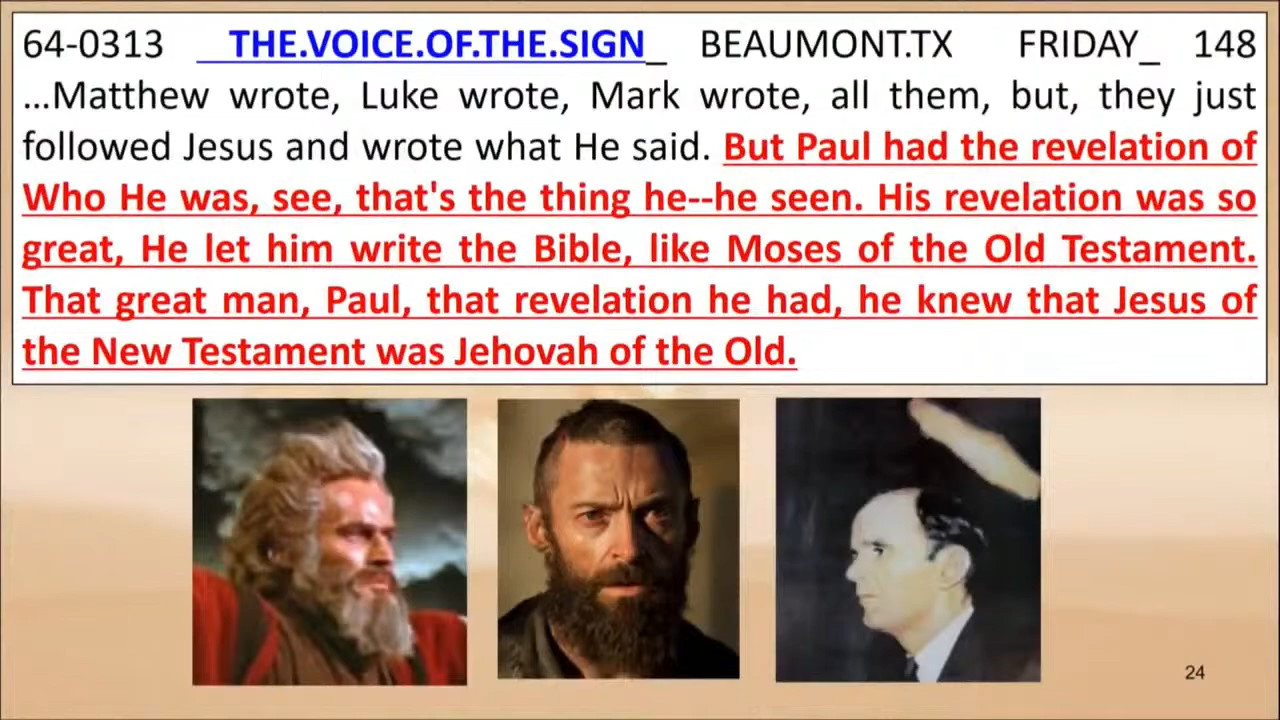 64-0313 THE.VOICE.OF.THE.SIGN_ BEAUMONT.TX FRIDAY_ 148
…Matthew wrote, Luke wrote, Mark wrote, all them, but, they just
followed Jesus and wrote what He said. But Paul had the revelation of
Who He was, see, that's the thing he--he seen. His revelation was so
great, He let him write the Bible, like Moses of the Old Testament.
That great man, Paul, that revelation he had, he knew that Jesus of
the New Testament was Jehovah of the Old.
24